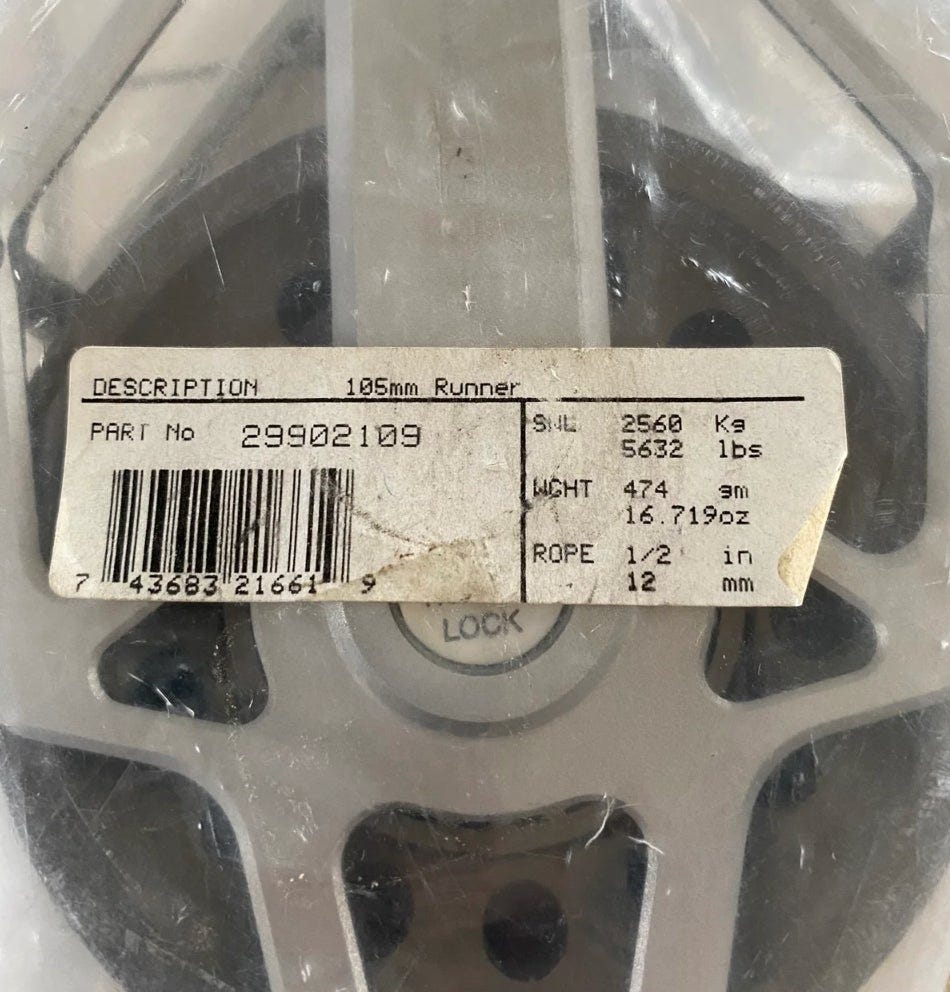 DESCRIPTION 105mm Runner
PART No 29902109
SWL 2560 Kg
5632 lbs
WGHT 474 gm
16.719oz
ROPE 1/2 in
12 mm
7 43683 21661 9
LOCK